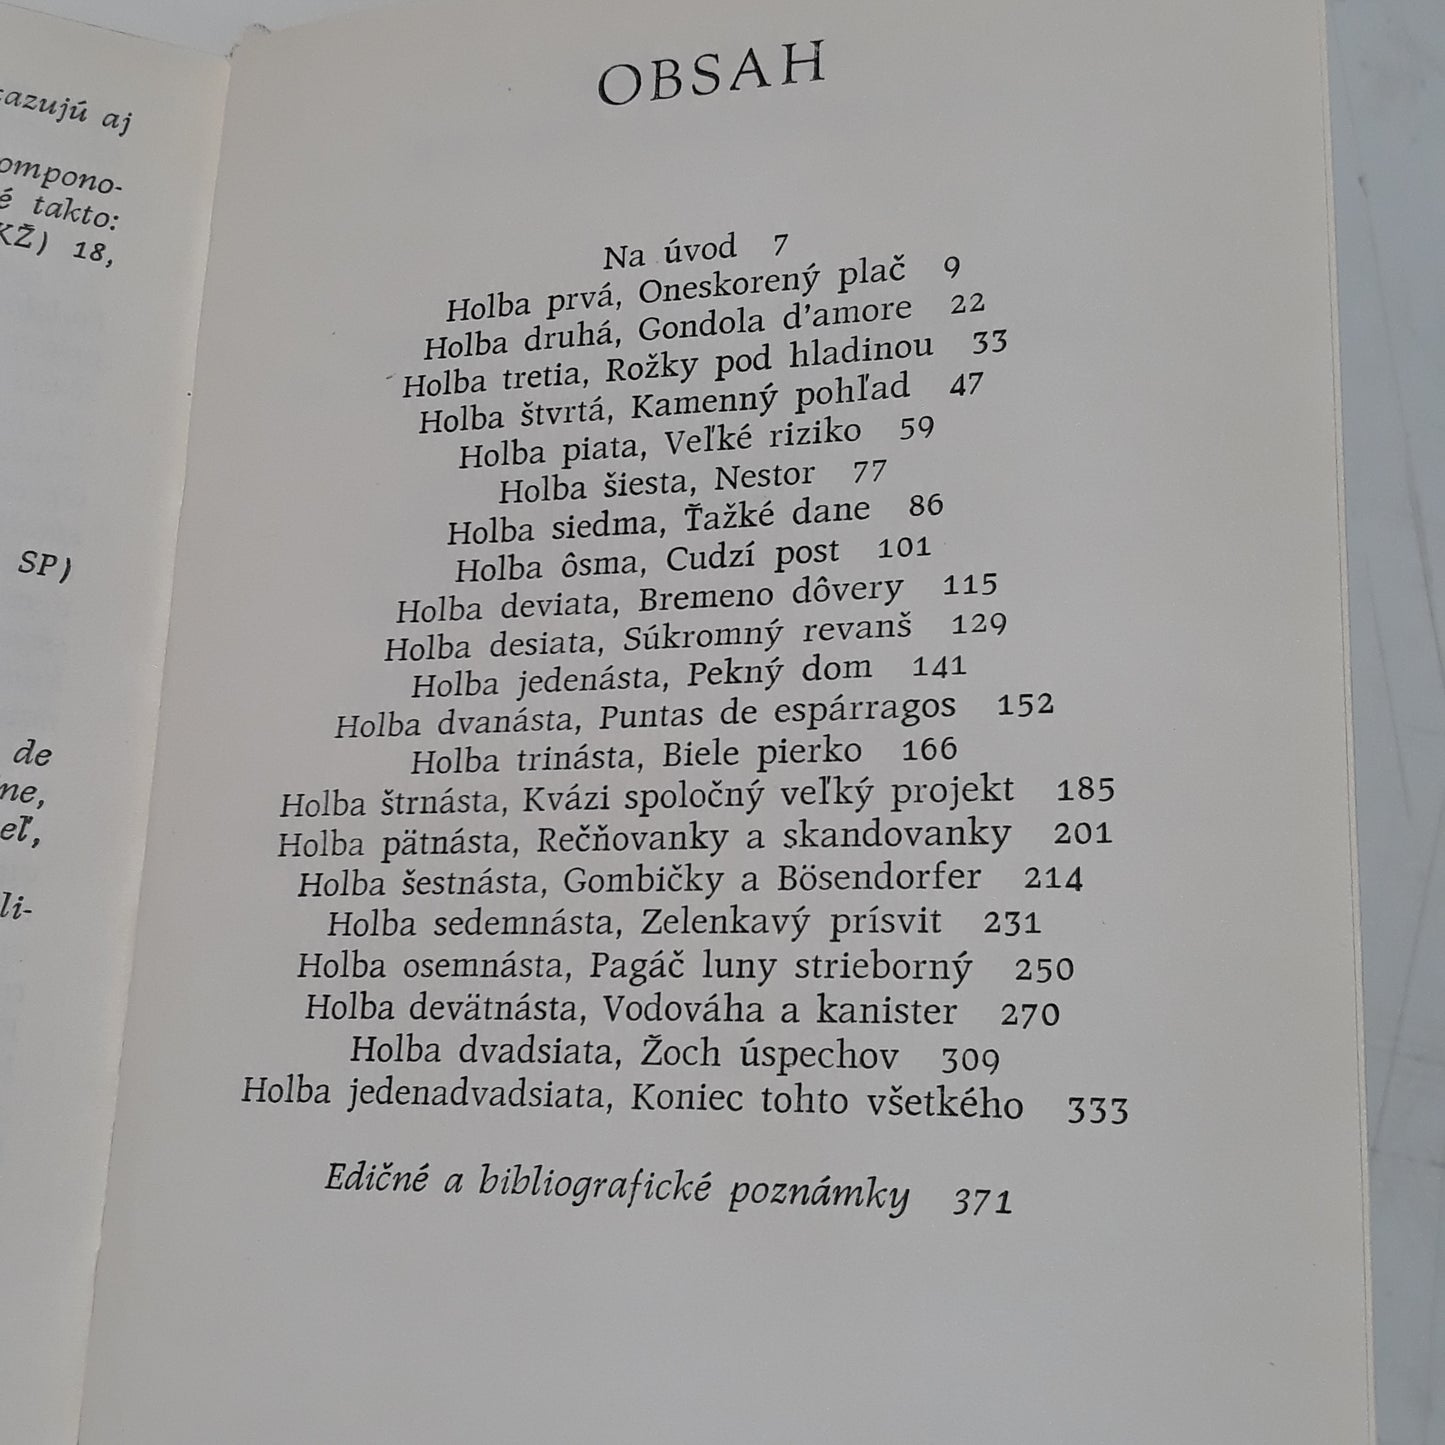 aj
takto:
KŽ) 18,
SP)
de
OBSAH
Na úvod 7
Holba prvá, Oneskorený plač 9
Holba druhá, Gondola d’amore 22
Holba tretia, Rožky pod hladinou 33
Holba štvrtá, Kamenný pohľad 47
Holba piata, Veľké riziko 59
Holba šiesta, Nestor 77
Holba siedma, Ťažké dane 86
Holba ôsma, Cudzí post 101
Holba deviata, Bremeno dôvery 115
Holba desiata, Súkromný revanš 129
Holba jedenásta, Pekný dom 141
Holba dvanásta, Puntas de espárragos 152
Holba trinásta, Biele pierko 166
Holba štrnásta, Kvázi spoločný veľký projekt 185
Holba pätnásta, Rečňovanky a skandovanky 201
Holba šestnásta, Gombičky a Bösendorfer 214
Holba sedemnásta, Zelenkavý prísvit 231
Holba osemnásta, Pagáč luny strieborný 250
Holba devätnásta, Vodováha a kanister 270
Holba dvadsiata, Žoch úspechov 309
Holba jedenadvadsiata, Koniec tohto všetkého 333
Edičné a bibliografické poznámky 371